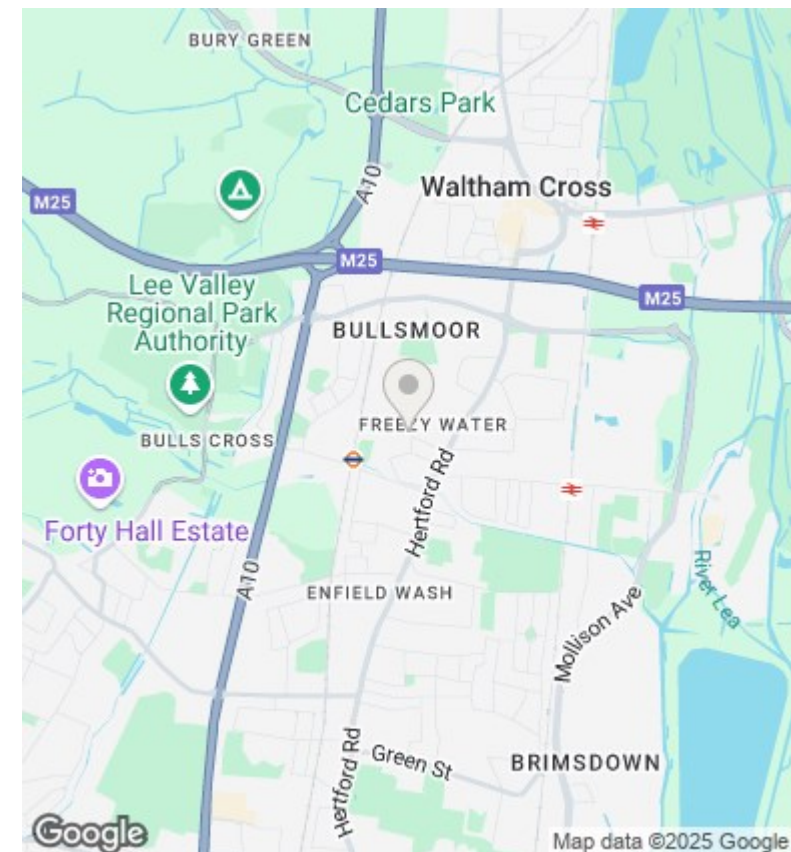 BURY GREEN
Cedars Park
A10
Waltham Cross
M25
M25
Lee Valley
Regional Park
Authority
M25
BULLSMOOR
FREEZY WATER
BULLS CROSS
Hertford Rd
Forty Hall Estate
A10
River Lea
ENFIELD WASH
Mollison Ave
Hertford Rd
Green St
BRIMSDOWN
Google
Map data ©2025 Google